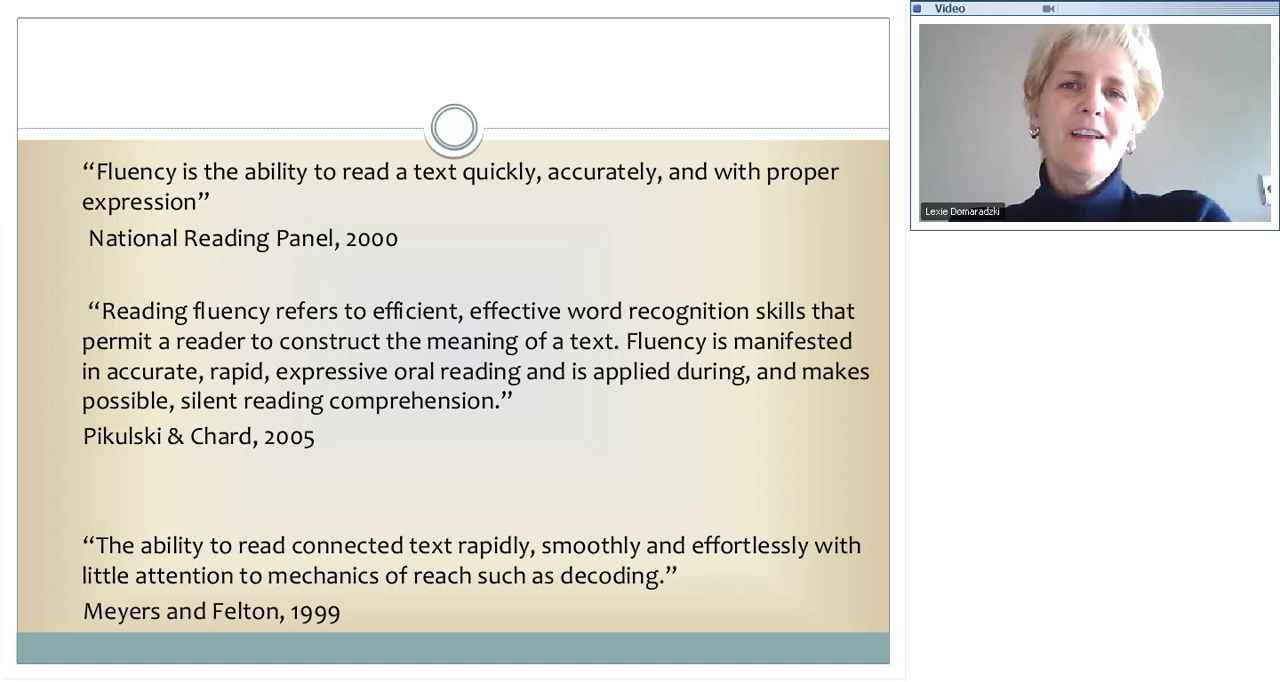 “Fluency is the ability to read a text quickly, accurately, and with proper
expression”
National Reading Panel, 2000
“Reading fluency refers to efficient, effective word recognition skills that
permit a reader to construct the meaning of a text. Fluency is manifested
in accurate, rapid, expressive oral reading and is applied during, and makes
possible, silent reading comprehension.”
Pikulski & Chard, 2005
“The ability to read connected text rapidly, smoothly and effortlessly with
little attention to mechanics of reach such as decoding.”
Meyers and Felton, 1999
Video
Lexie Domaradzki